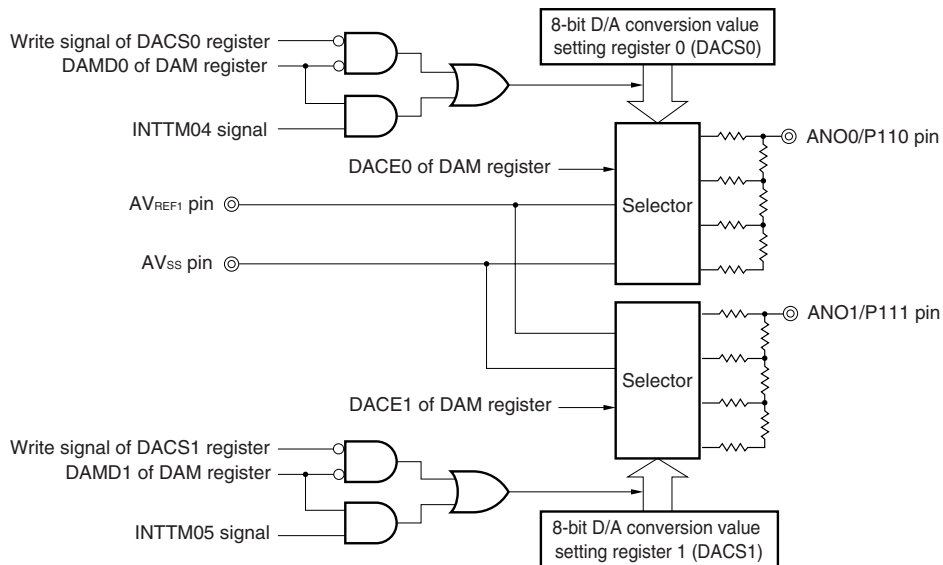 8-bit D/A conversion value
setting register 0 (DACS0)
Write signal of DACS0 register
DAMD0 of DAM register
INTTM04 signal
ANO0/P110 pin
DACE0 of DAM register
Selector
AVREF1 pin
AVSS pin
ANO1/P111 pin
Selector
DACE1 of DAM register
Write signal of DACS1 register
DAMD1 of DAM register
INTTM05 signal
8-bit D/A conversion value
setting register 1 (DACS1)